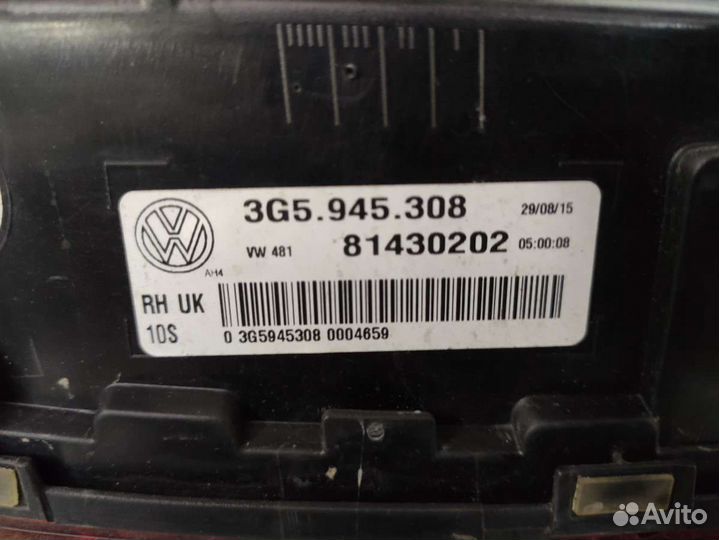 3G5.945.308 29/08/15
VW 481 81430202 05:00:08
AH4
RH UK
10S 0 3G5945308 0004659
Avito